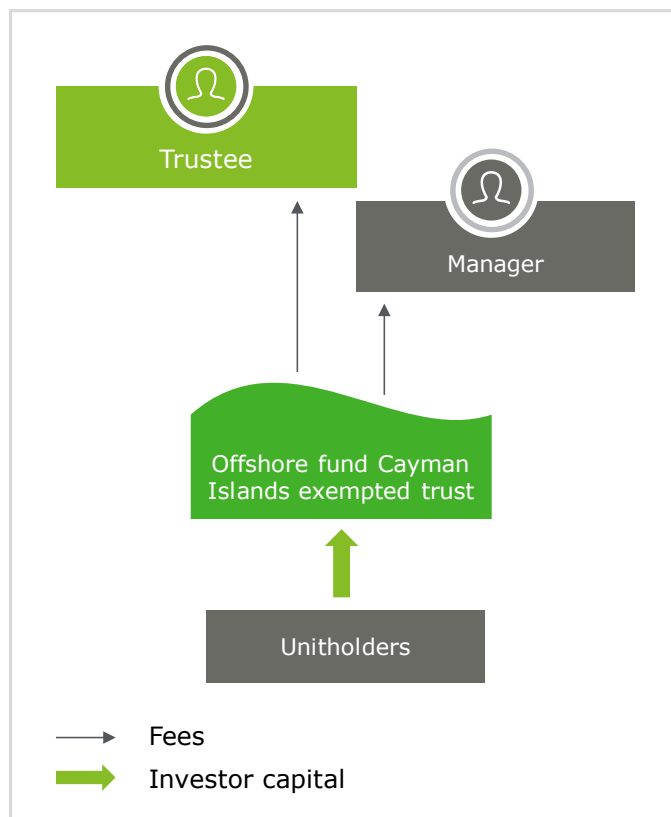 Trustee
Manager
Offshore fund Cayman
Islands exempted trust
Unitholders
Fees
Investor capital